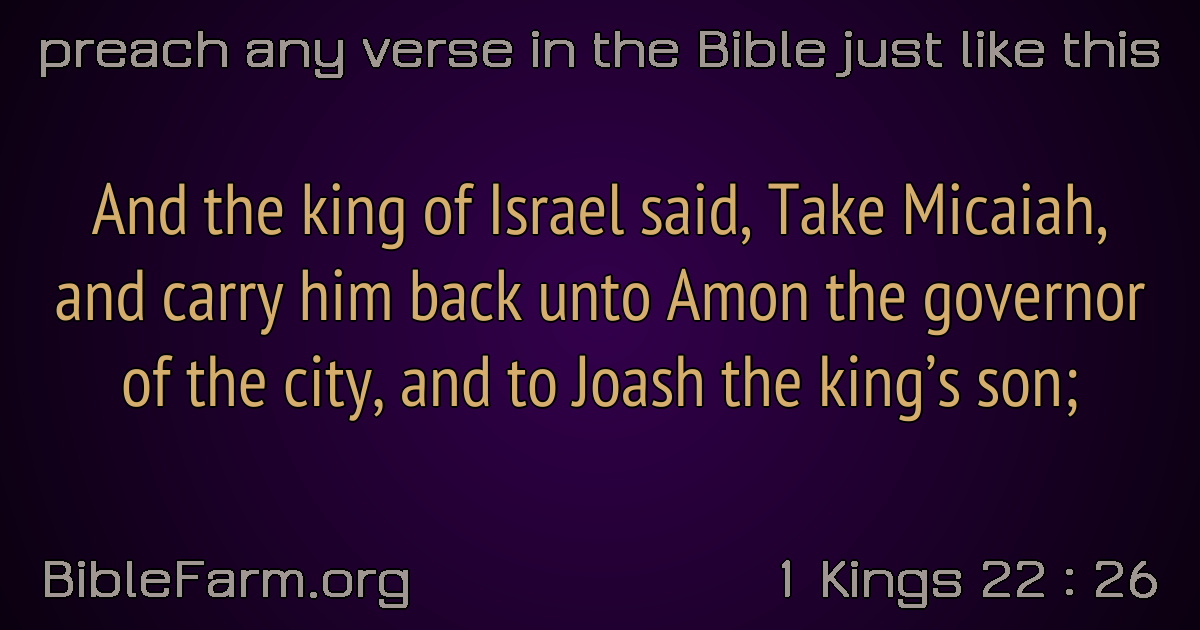 preach any verse in the Bible just like this
And the king of Israel said, Take Micaiah,
and carry him back unto Amon the governor
of the city, and to Joash the king’s son;
BibleFarm.org
1 Kings 22 : 26